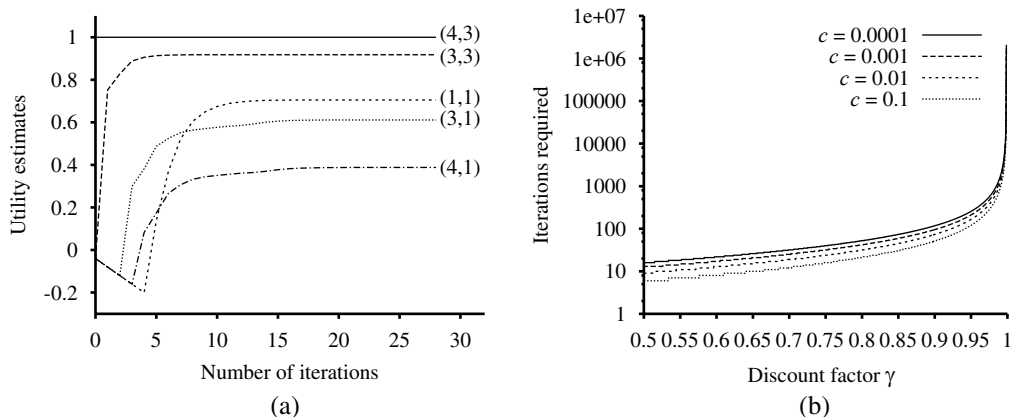 1
0.8
0.6
0.4
0.2
0
-0.2
Utility estimates
(4,3)
(3,3)
(1,1)
(3,1)
(4,1)
0 5 10 15 20 25 30
Number of iterations
(a)
1e+07
1e+06
100000
10000
1000
100
10
1
Iterations required
c = 0.0001
c = 0.001
c = 0.01
c = 0.1
0.5 0.55 0.6 0.65 0.7 0.75 0.8 0.85 0.9 0.95 1
Discount factor γ
(b)